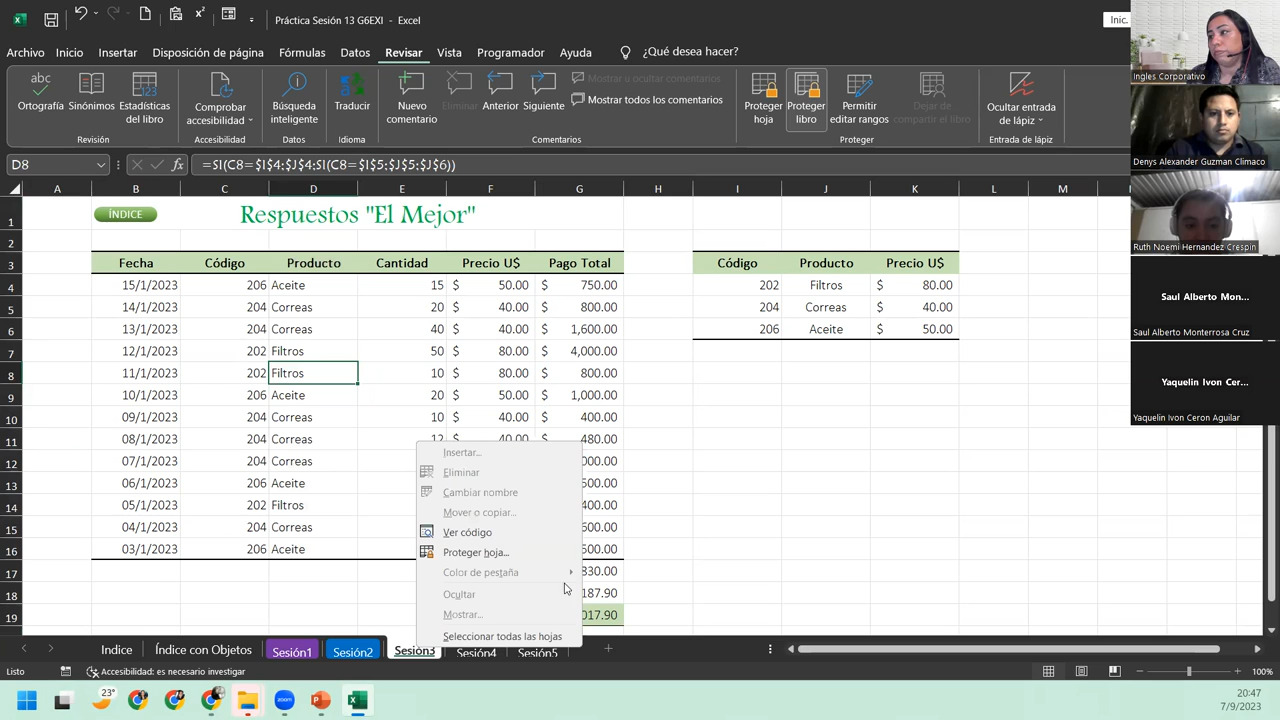 Práctica Sesión 13 G6EXI - Excel
Inic.
Archivo Inicio Insertar Disposición de página Fórmulas Datos Revisar Vista Programador Ayuda ¿Qué desea hacer?
Ortografía Sinónimos Estadísticas del libro Comprobar accesibilidad Búsqueda inteligente Traducir Nuevo comentario Eliminar Anterior Siguiente
Mostrar u ocultar comentarios
Mostrar todos los comentarios
Proteger hoja Proteger libro Permitir editar rangos Dejar de compartir el libro Ocultar entrada de lápiz
Revisión Accesibilidad Datos Idioma Comentarios Proteger Entrada de lápiz
D8 fx =SI(C8=$I$4;$J$4;SI(C8=$I$5;$J$5;$J$6))
A B C D E F G H I J K L M
1 ÍNDICE Respuestos "El Mejor"
2
3 Fecha Código Producto Cantidad Precio U$ Pago Total Código Producto Precio U$
4 15/1/2023 206 Aceite 15 $ 50.00 $ 750.00 202 Filtros $ 80.00
5 14/1/2023 204 Correas 20 $ 40.00 $ 800.00 204 Correas $ 40.00
6 13/1/2023 204 Correas 40 $ 40.00 $ 1,600.00 206 Aceite $ 50.00
7 12/1/2023 202 Filtros 50 $ 80.00 $ 4,000.00
8 11/1/2023 202 Filtros 10 $ 80.00 $ 800.00
9 10/1/2023 206 Aceite 20 $ 50.00 $ 1,000.00
10 09/1/2023 204 Correas 10 $ 40.00 $ 400.00
11 08/1/2023 204 Correas 12 $ 40.00 $ 480.00
12 07/1/2023 204 Correas 000.00
13 06/1/2023 206 Aceite 500.00
14 05/1/2023 202 Filtros 400.00
15 04/1/2023 204 Correas 600.00
16 03/1/2023 206 Aceite 500.00
17 830.00
18 187.90
19 017.90
Insertar...
Eliminar
Cambiar nombre
Mover o copiar...
Ver código
Proteger hoja...
Color de pestaña
Ocultar
Mostrar...
Seleccionar todas las hojas
Indice Índice con Objetos Sesión1 Sesión2 Sesión3 Sesión4 Sesión5
Listo Accesibilidad: es necesario investigar 100%
23°
20:47
7/9/2023
Ingles Corporativo
Denys Alexander Guzman Climaco
Ruth Noemi Hernandez Crespin
Saul Alberto Mon...
Saul Alberto Monterrosa Cruz
Yaquelin Ivon Cer...
Yaquelin Ivon Ceron Aguilar